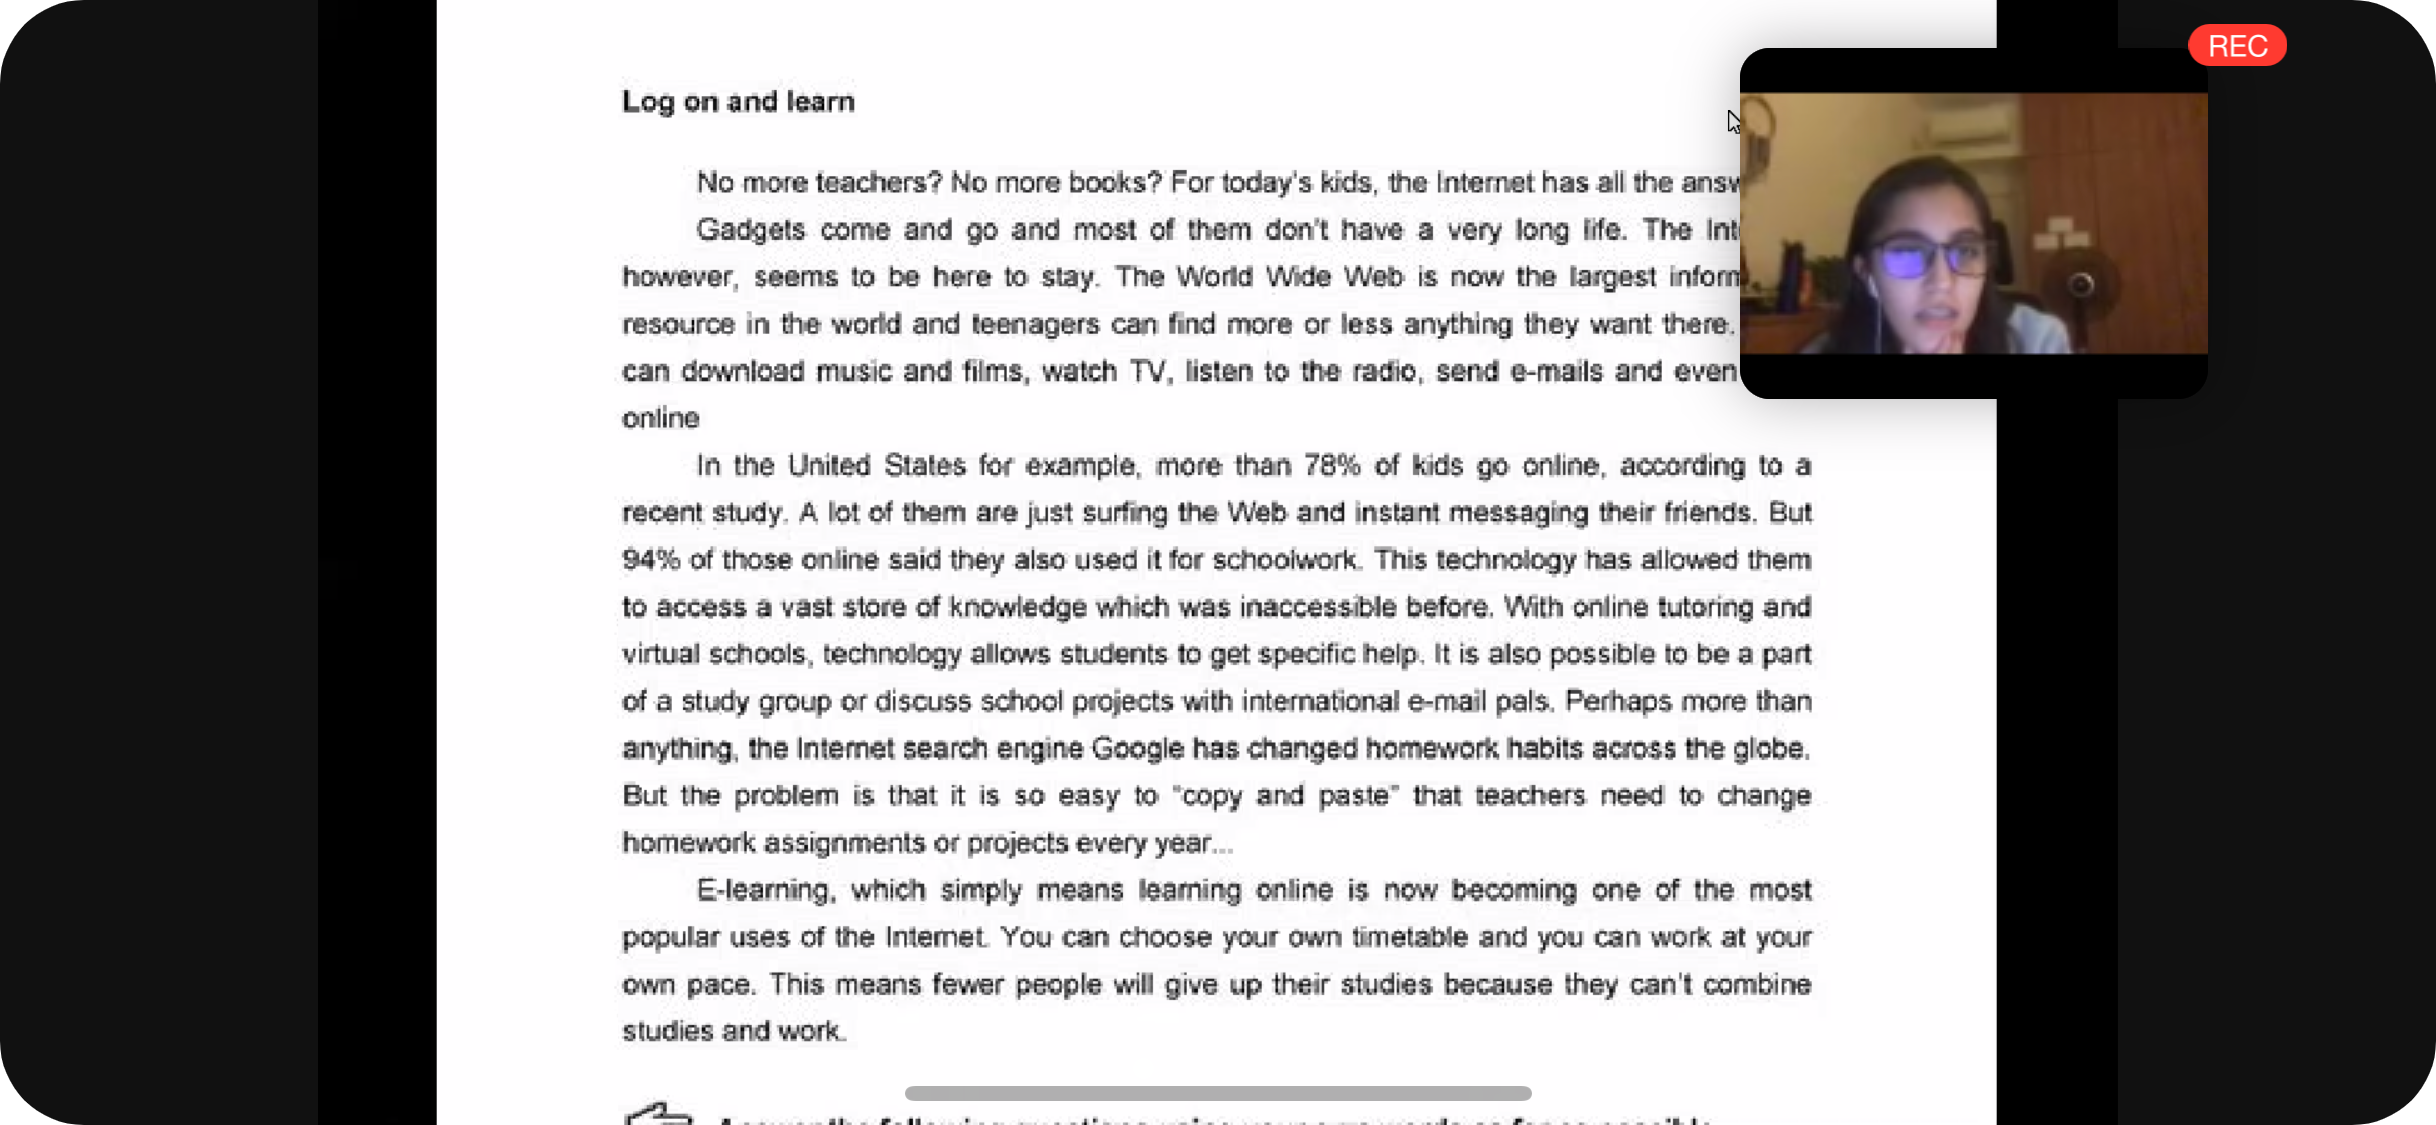 REC
Log on and learn
No more teachers? No more books? For today's kids, the Internet has all the
Gadgets come and go and most of them don't have a very long life. The
however, seems to be here to stay. The World Wide Web is now the largest
resource in the world and teenagers can find more or less anything they want there.
can download music and films, watch TV, listen to the radio, send e-mails and even
online
In the United States for example, more than 78% of kids go online, according to a
recent study. A lot of them are just surfing the Web and instant messaging their friends. But
94% of those online said they also used it for schoolwork. This technology has allowed them
to access a vast store of knowledge which was inaccessible before. With online tutoring and
virtual schools, technology allows students to get specific help. It is also possible to be a part
of a study group or discuss school projects with international e-mail pals. Perhaps more than
anything, the Internet search engine Google has changed homework habits across the globe.
But the problem is that it is so easy to "copy and paste" that teachers need to change
homework assignments or projects every year...
E-learning, which simply means learning online is now becoming one of the most
popular uses of the Internet. You can choose your own timetable and you can work at your
own pace. This means fewer people will give up their studies because they can't combine
studies and work.